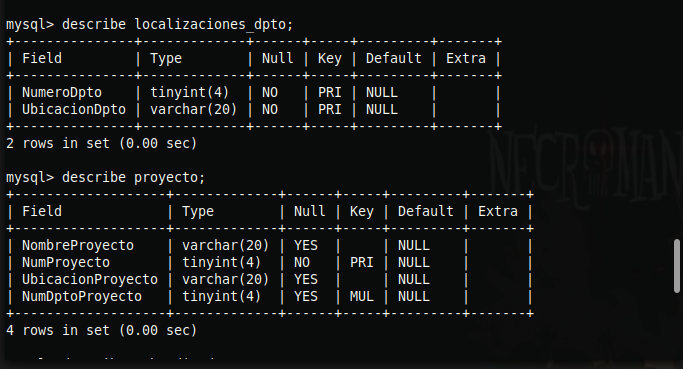 mysql> describe localizaciones_dpto;
+---------------+-------------+------+-----+---------+-------+
| Field         | Type        | Null | Key | Default | Extra |
+---------------+-------------+------+-----+---------+-------+
| NumeroDpto    | tinyint(4)  | NO   | PRI | NULL    |       |
| UbicacionDpto | varchar(20) | NO   | PRI | NULL    |       |
+---------------+-------------+------+-----+---------+-------+
2 rows in set (0.00 sec)
mysql> describe proyecto;
+-------------------+-------------+------+-----+---------+-------+
| Field             | Type        | Null | Key | Default | Extra |
+-------------------+-------------+------+-----+---------+-------+
| NombreProyecto    | varchar(20) | YES  |     | NULL    |       |
| NumProyecto       | tinyint(4)  | NO   | PRI | NULL    |       |
| UbicacionProyecto | varchar(20) | YES  |     | NULL    |       |
| NumDptoProyecto   | tinyint(4)  | YES  | MUL | NULL    |       |
+-------------------+-------------+------+-----+---------+-------+
4 rows in set (0.00 sec)